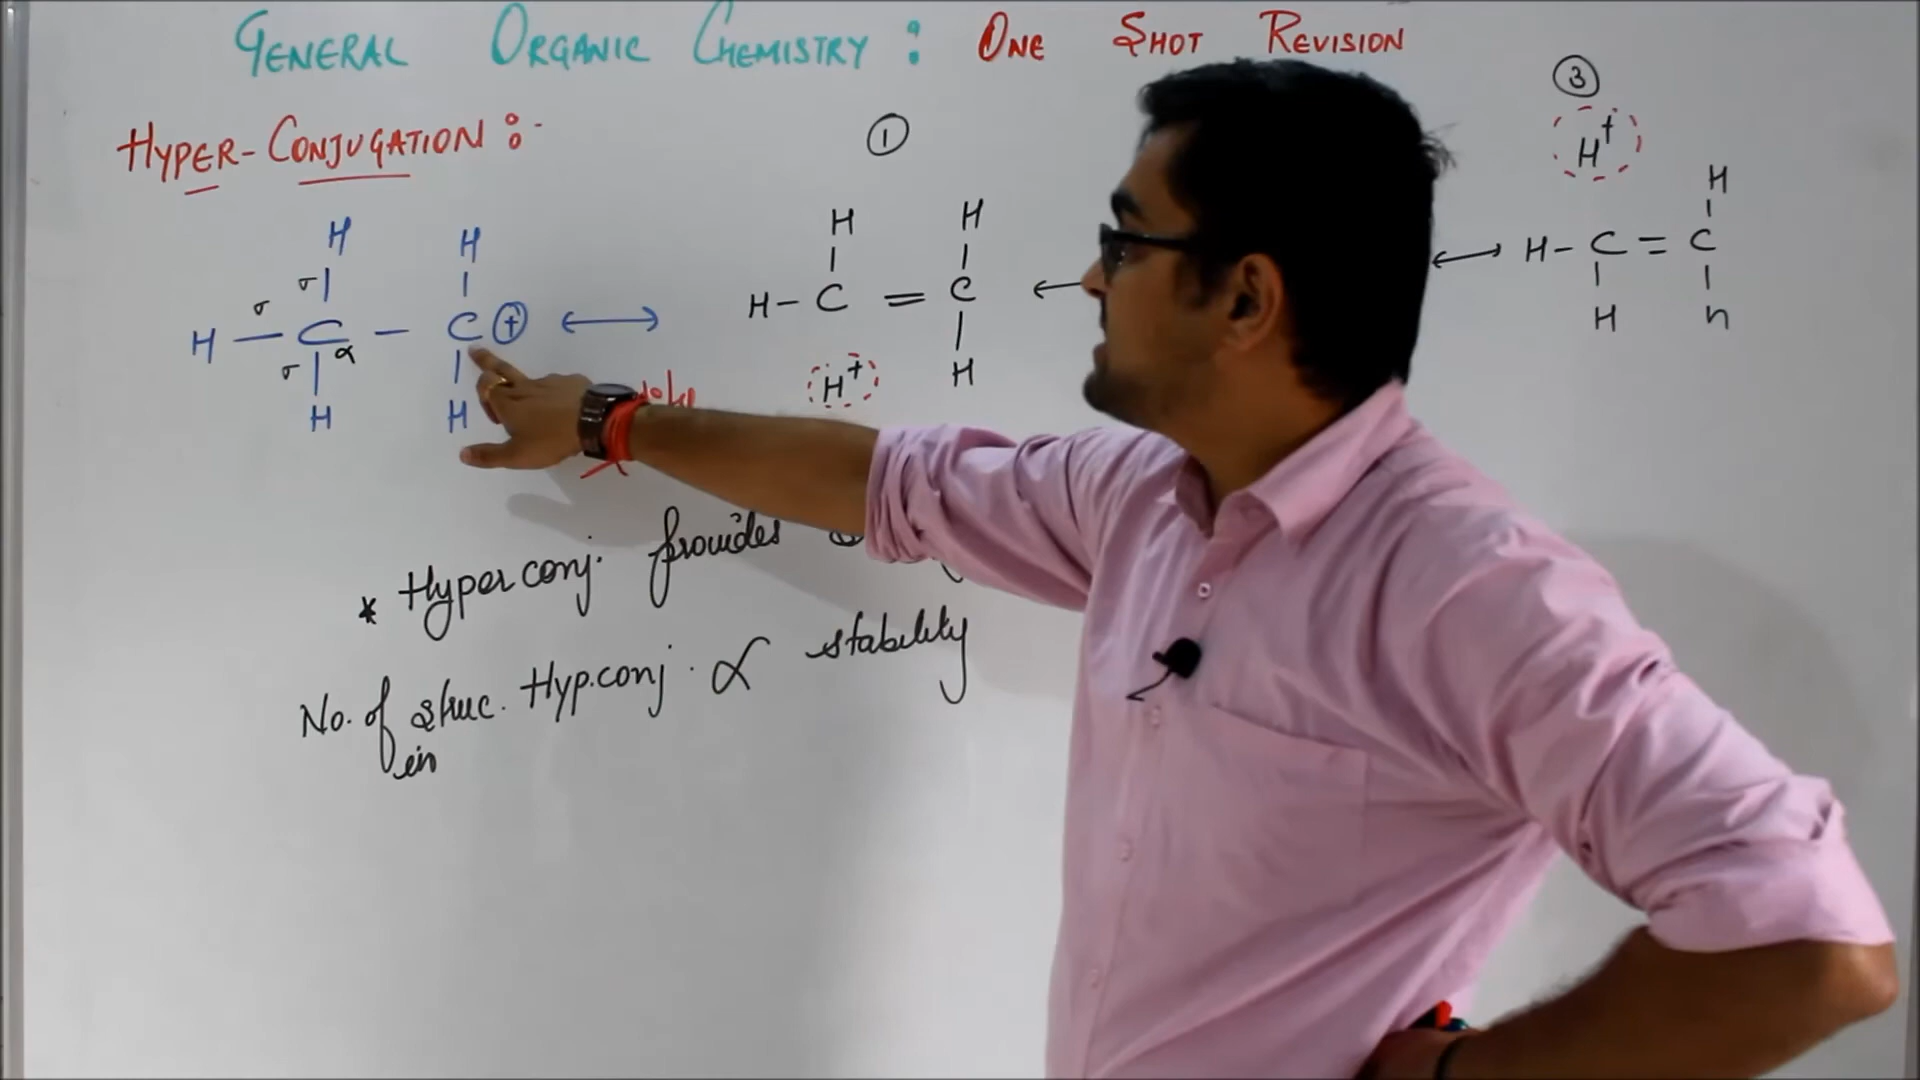 GENERAL ORGANIC CHEMISTRY : ONE SHOT REVISION
HYPER-CONJUGATION :-
H H
σ σ
H — C — C ⊕ ⟷
α
σ
H H
①
H H
H - C = C
H⁺ H
③
H⁺
H
⟷ H - C = C
H n
* Hyper conj. provides
No. of struc. Hyp.conj. ∝ stability
in